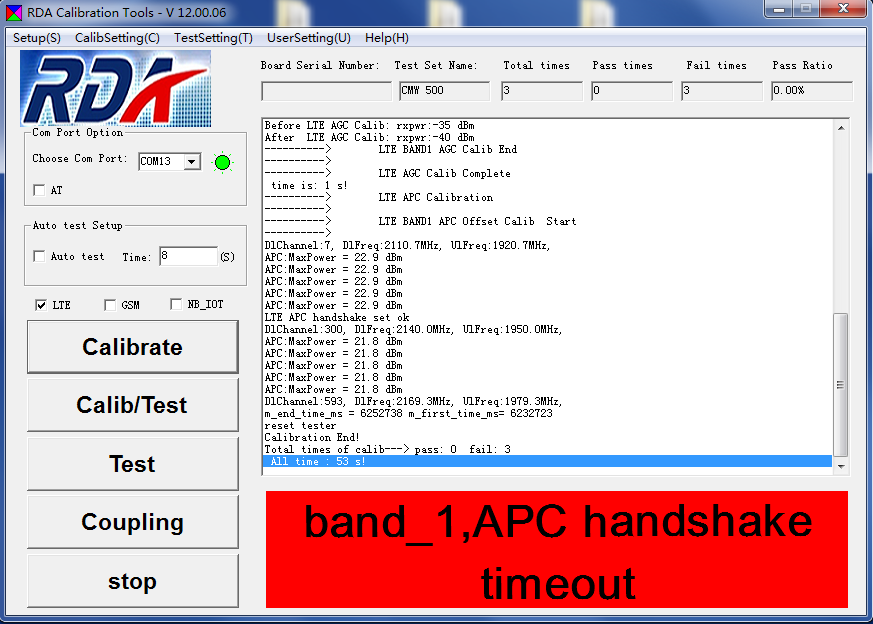 RDA Calibration Tools - V 12.00.06
Setup(S) CalibSetting(C) TestSetting(T) UserSetting(U) Help(H)
RDA
Board Serial Number: Test Set Name: Total times Pass times Fail times Pass Ratio
CMW 500 3 0 3 0.00%
Com Port Option
Choose Com Port: COM13
AT
Auto test Setup
Auto test Time: 8 (S)
LTE GSM NB_IOT
Calibrate
Calib/Test
Test
Coupling
stop
Before LTE AGC Calib: rxpwr:-35 dBm
After LTE AGC Calib: rxpwr:-40 dBm
----------> LTE BAND1 AGC Calib End
---------->
----------> LTE AGC Calib Complete
time is: 1 s!
----------> LTE APC Calibration
---------->
----------> LTE BAND1 APC Offset Calib Start
---------->
DlChannel:7, DlFreq:2110.7MHz, UlFreq:1920.7MHz,
APC:MaxPower = 22.9 dBm
APC:MaxPower = 22.9 dBm
APC:MaxPower = 22.9 dBm
APC:MaxPower = 22.9 dBm
APC:MaxPower = 22.9 dBm
LTE APC handshake set ok
DlChannel:300, DlFreq:2140.0MHz, UlFreq:1950.0MHz,
APC:MaxPower = 21.8 dBm
APC:MaxPower = 21.8 dBm
APC:MaxPower = 21.8 dBm
APC:MaxPower = 21.8 dBm
APC:MaxPower = 21.8 dBm
DlChannel:593, DlFreq:2169.3MHz, UlFreq:1979.3MHz,
m_end_time_ms = 6252738 m_first_time_ms= 6232723
reset tester
Calibration End!
Total times of calib---> pass: 0 fail: 3
All time : 53 s!
band_1,APC handshake
timeout